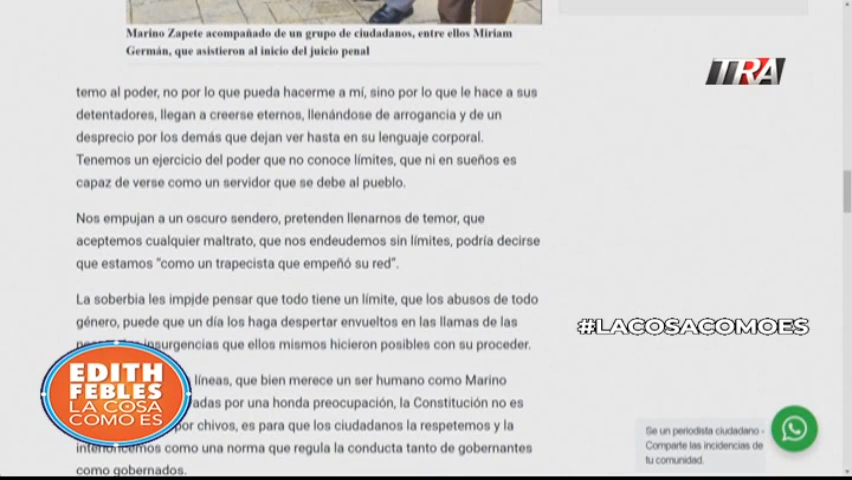 Marino Zapete acompañado de un grupo de ciudadanos, entre ellos Miriam
Germán, que asistieron al inicio del juicio penal
temo al poder, no por lo que pueda hacerme a mí, sino por lo que le hace a sus
detentadores, llegan a creerse eternos, llenándose de arrogancia y de un
desprecio por los demás que dejan ver hasta en su lenguaje corporal.
Tenemos un ejercicio del poder que no conoce límites, que ni en sueños es
capaz de verse como un servidor que se debe al pueblo.
Nos empujan a un oscuro sendero, pretenden llenarnos de temor, que
aceptemos cualquier maltrato, que nos endeudemos sin límites, podría decirse
que estamos "como un trapecista que empeñó su red".
La soberbia les impide pensar que todo tiene un límite, que los abusos de todo
género, puede que un día los haga despertar envueltos en las llamas de las
insurgencias que ellos mismos hicieron posibles con su proceder.
líneas, que bien merece un ser humano como Marino
adas por una honda preocupación, la Constitución no es
por chivos, es para que los ciudadanos la respetemos y la
interioricemos como una norma que regula la conducta tanto de gobernantes
como gobernados.
TRA
#LACOSACOMOES
EDITH
FEBLES
LA COSA
COMO ES
Se un periodista ciudadano -
Comparte las incidencias de
tu comunidad.